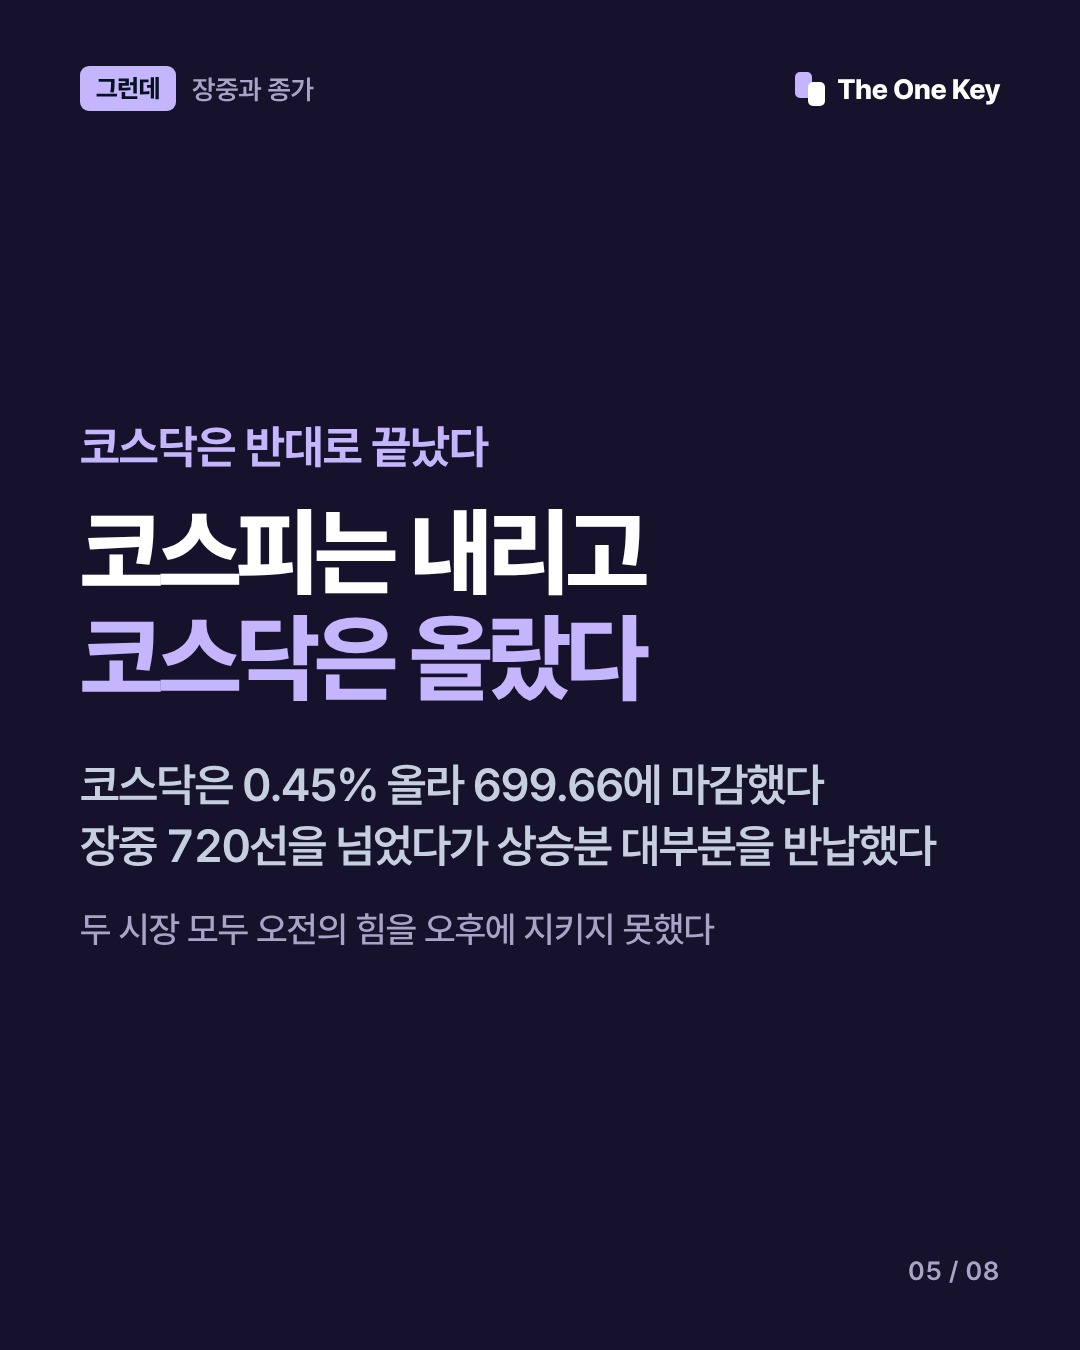 그런데 장중과 종가
The One Key
코스닥은 반대로 끝났다
코스피는 내리고
코스닥은 올랐다
코스닥은 0.45% 올라 699.66에 마감했다
장중 720선을 넘었다가 상승분 대부분을 반납했다
두 시장 모두 오전의 힘을 오후에 지키지 못했다
05 / 08